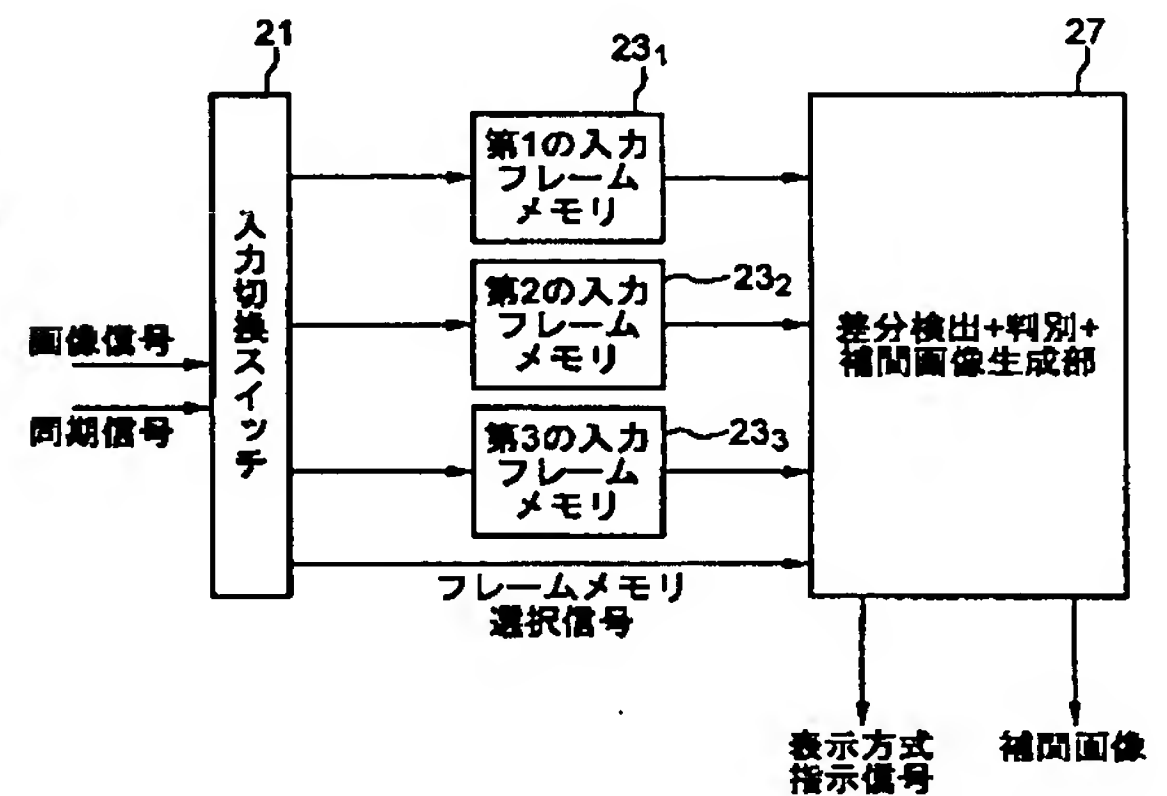 21
23₁
27
第1の入力
フレーム
メモリ
入力切換スイッチ
第2の入力
フレーム
メモリ
23₂
差分検出+判別+
補間画像生成部
画像信号
同期信号
第3の入力
フレーム
メモリ
23₃
フレームメモリ
選択信号
表示方式
指示信号
補間画像